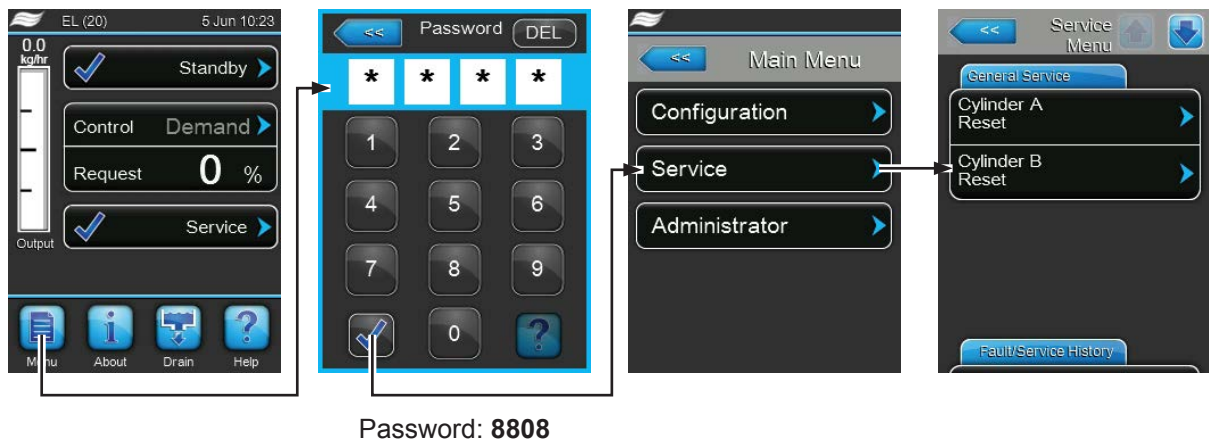 EL (20) 5 Jun 10:23
0.0
kg/hr
Standby
Control Demand
Request 0 %
Service
Output
Menu About Drain Help
<< Password DEL
* * * *
1 2 3
4 5 6
7 8 9
0 ?
Password: 8808
<< Main Menu
Configuration
Service
Administrator
<< Service
Menu
General Service
Cylinder A
Reset
Cylinder B
Reset
Fault/Service History